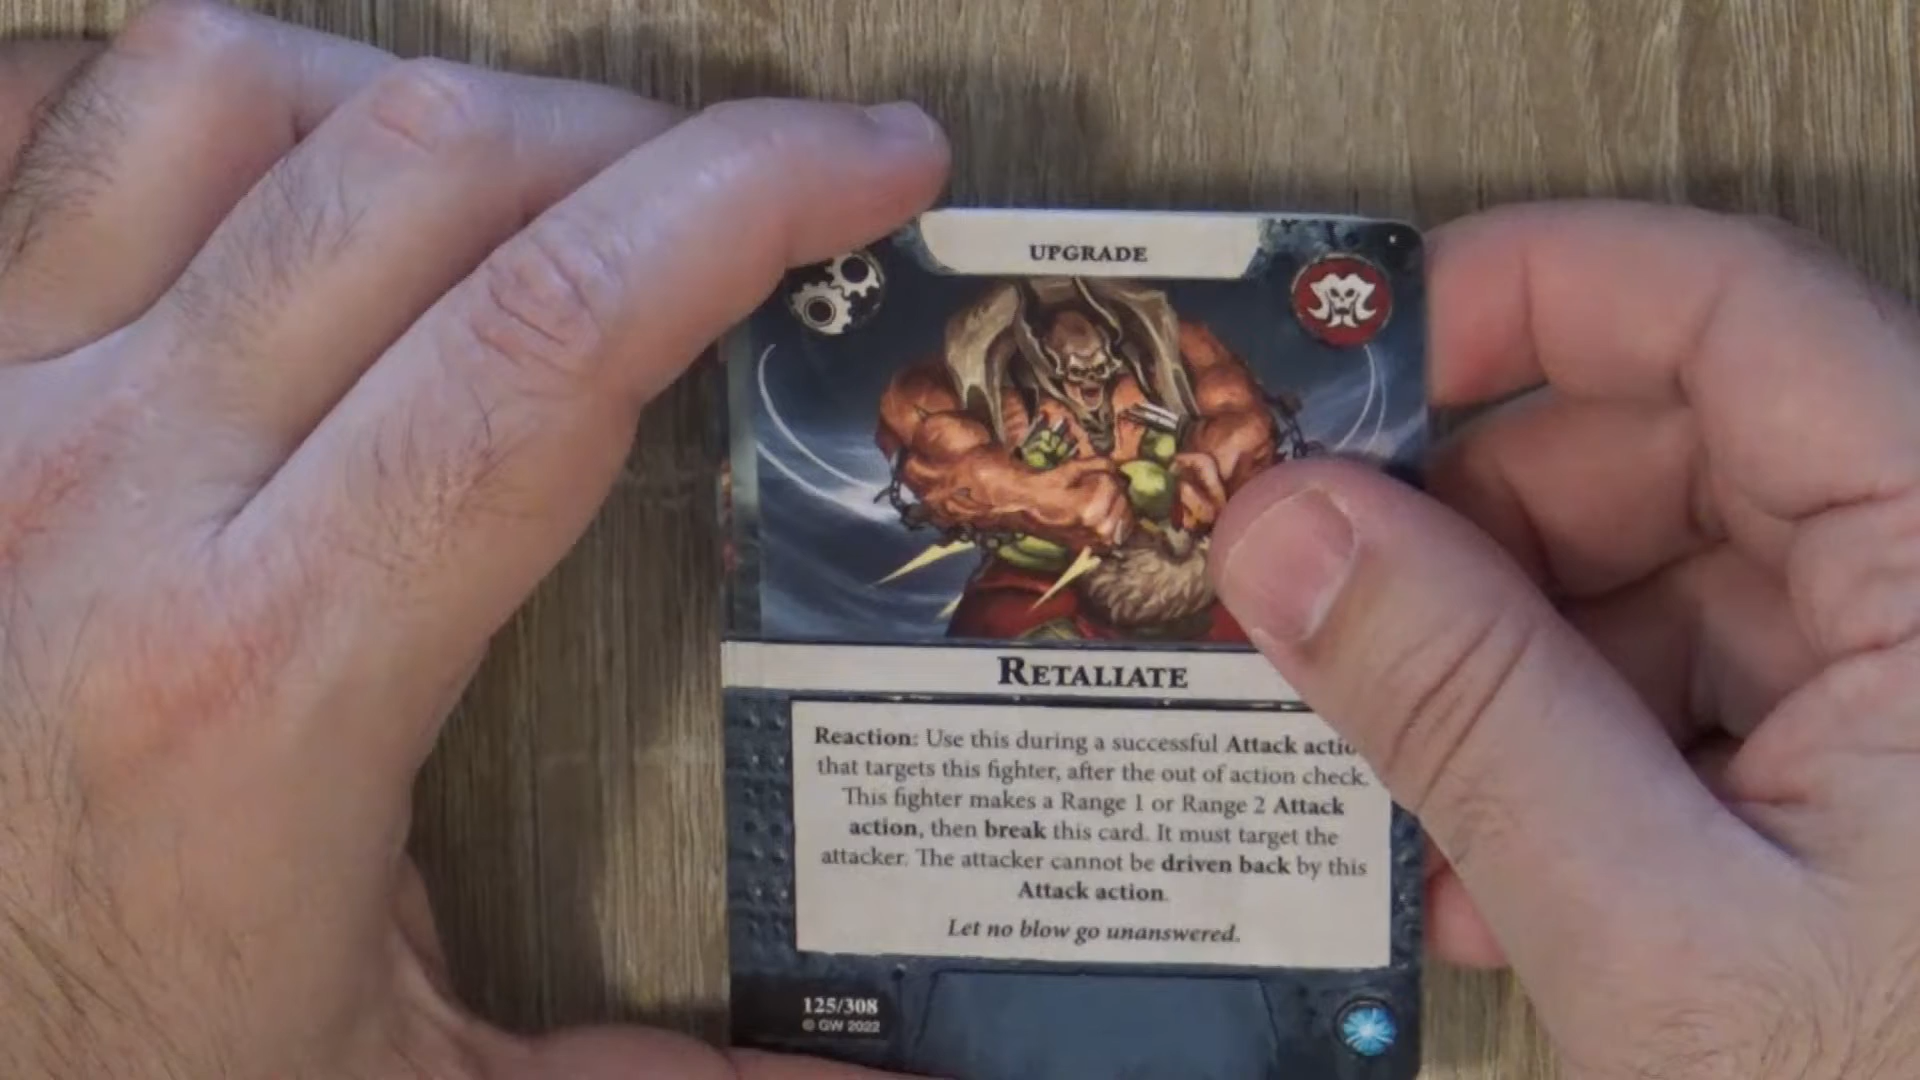 UPGRADE
RETALIATE
Reaction: Use this during a successful Attack actio
that targets this fighter, after the out of action check.
This fighter makes a Range 1 or Range 2 Attack
action, then break this card. It must target the
attacker. The attacker cannot be driven back by this
Attack action.
Let no blow go unanswered.
125/308
© GW 2022